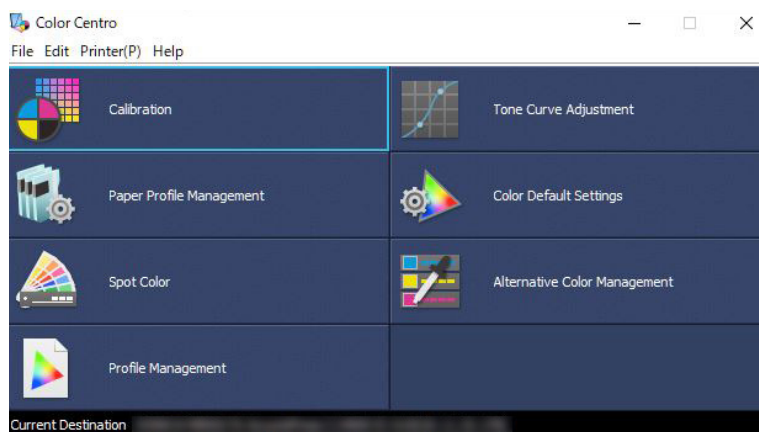 Color Centro
File Edit Printer(P) Help
Calibration
Tone Curve Adjustment
Paper Profile Management
Color Default Settings
Spot Color
Alternative Color Management
Profile Management
Current Destination